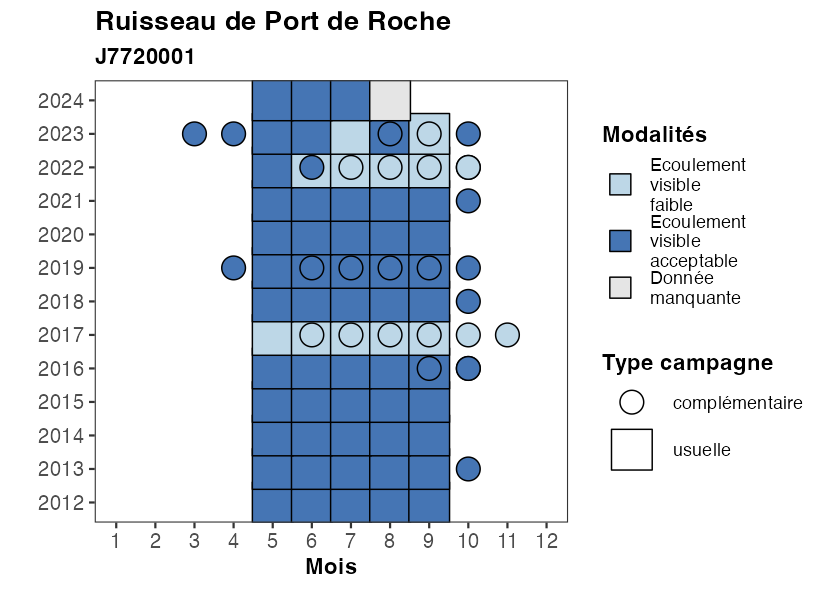 Ruisseau de Port de Roche
J7720001
2024
2023
2022
2021
2020
2019
2018
2017
2016
2015
2014
2013
2012
1 2 3 4 5 6 7 8 9 10 11 12
Mois
Modalités
Ecoulement
visible
faible
Ecoulement
visible
acceptable
Donnée
manquante
Type campagne
complémentaire
usuelle